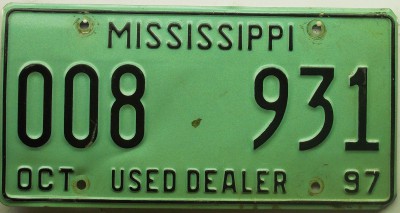 MISSISSIPPI
008 931
OCT USED DEALER 97